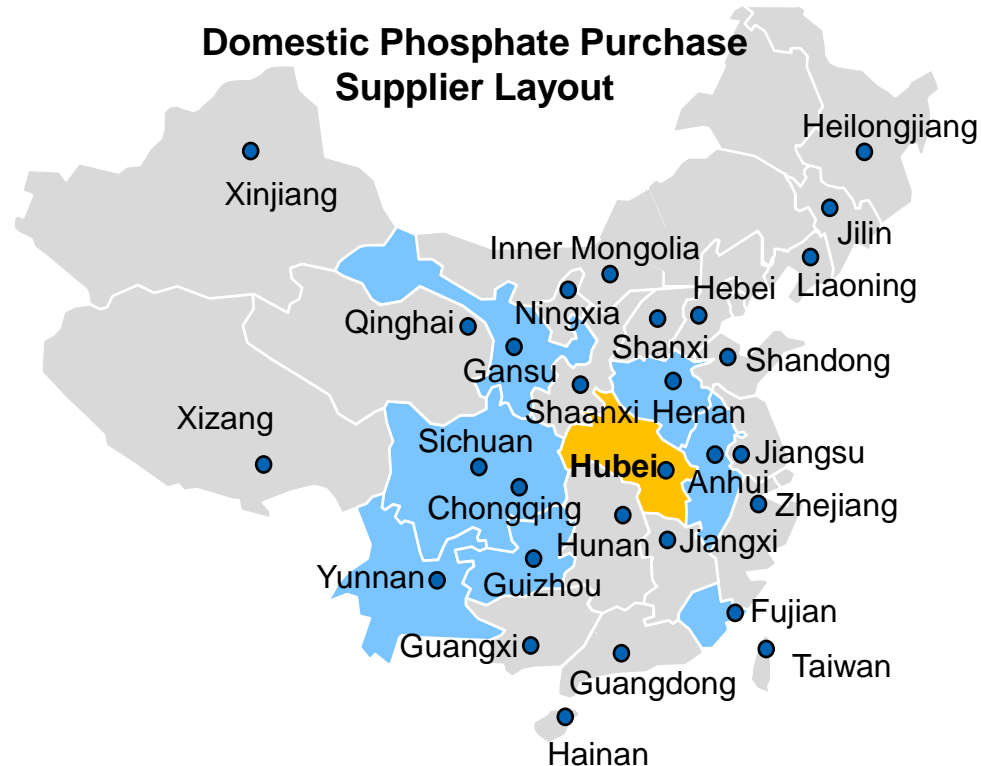 Domestic Phosphate Purchase
Supplier Layout
Heilongjiang
Xinjiang
Jilin
Inner Mongolia
Liaoning
Hebei
Ningxia
Qinghai
Shanxi
Shandong
Gansu
Shaanxi
Henan
Xizang
Sichuan
Jiangsu
Hubei
Anhui
Chongqing
Zhejiang
Hunan
Jiangxi
Yunnan
Guizhou
Fujian
Guangxi
Taiwan
Guangdong
Hainan